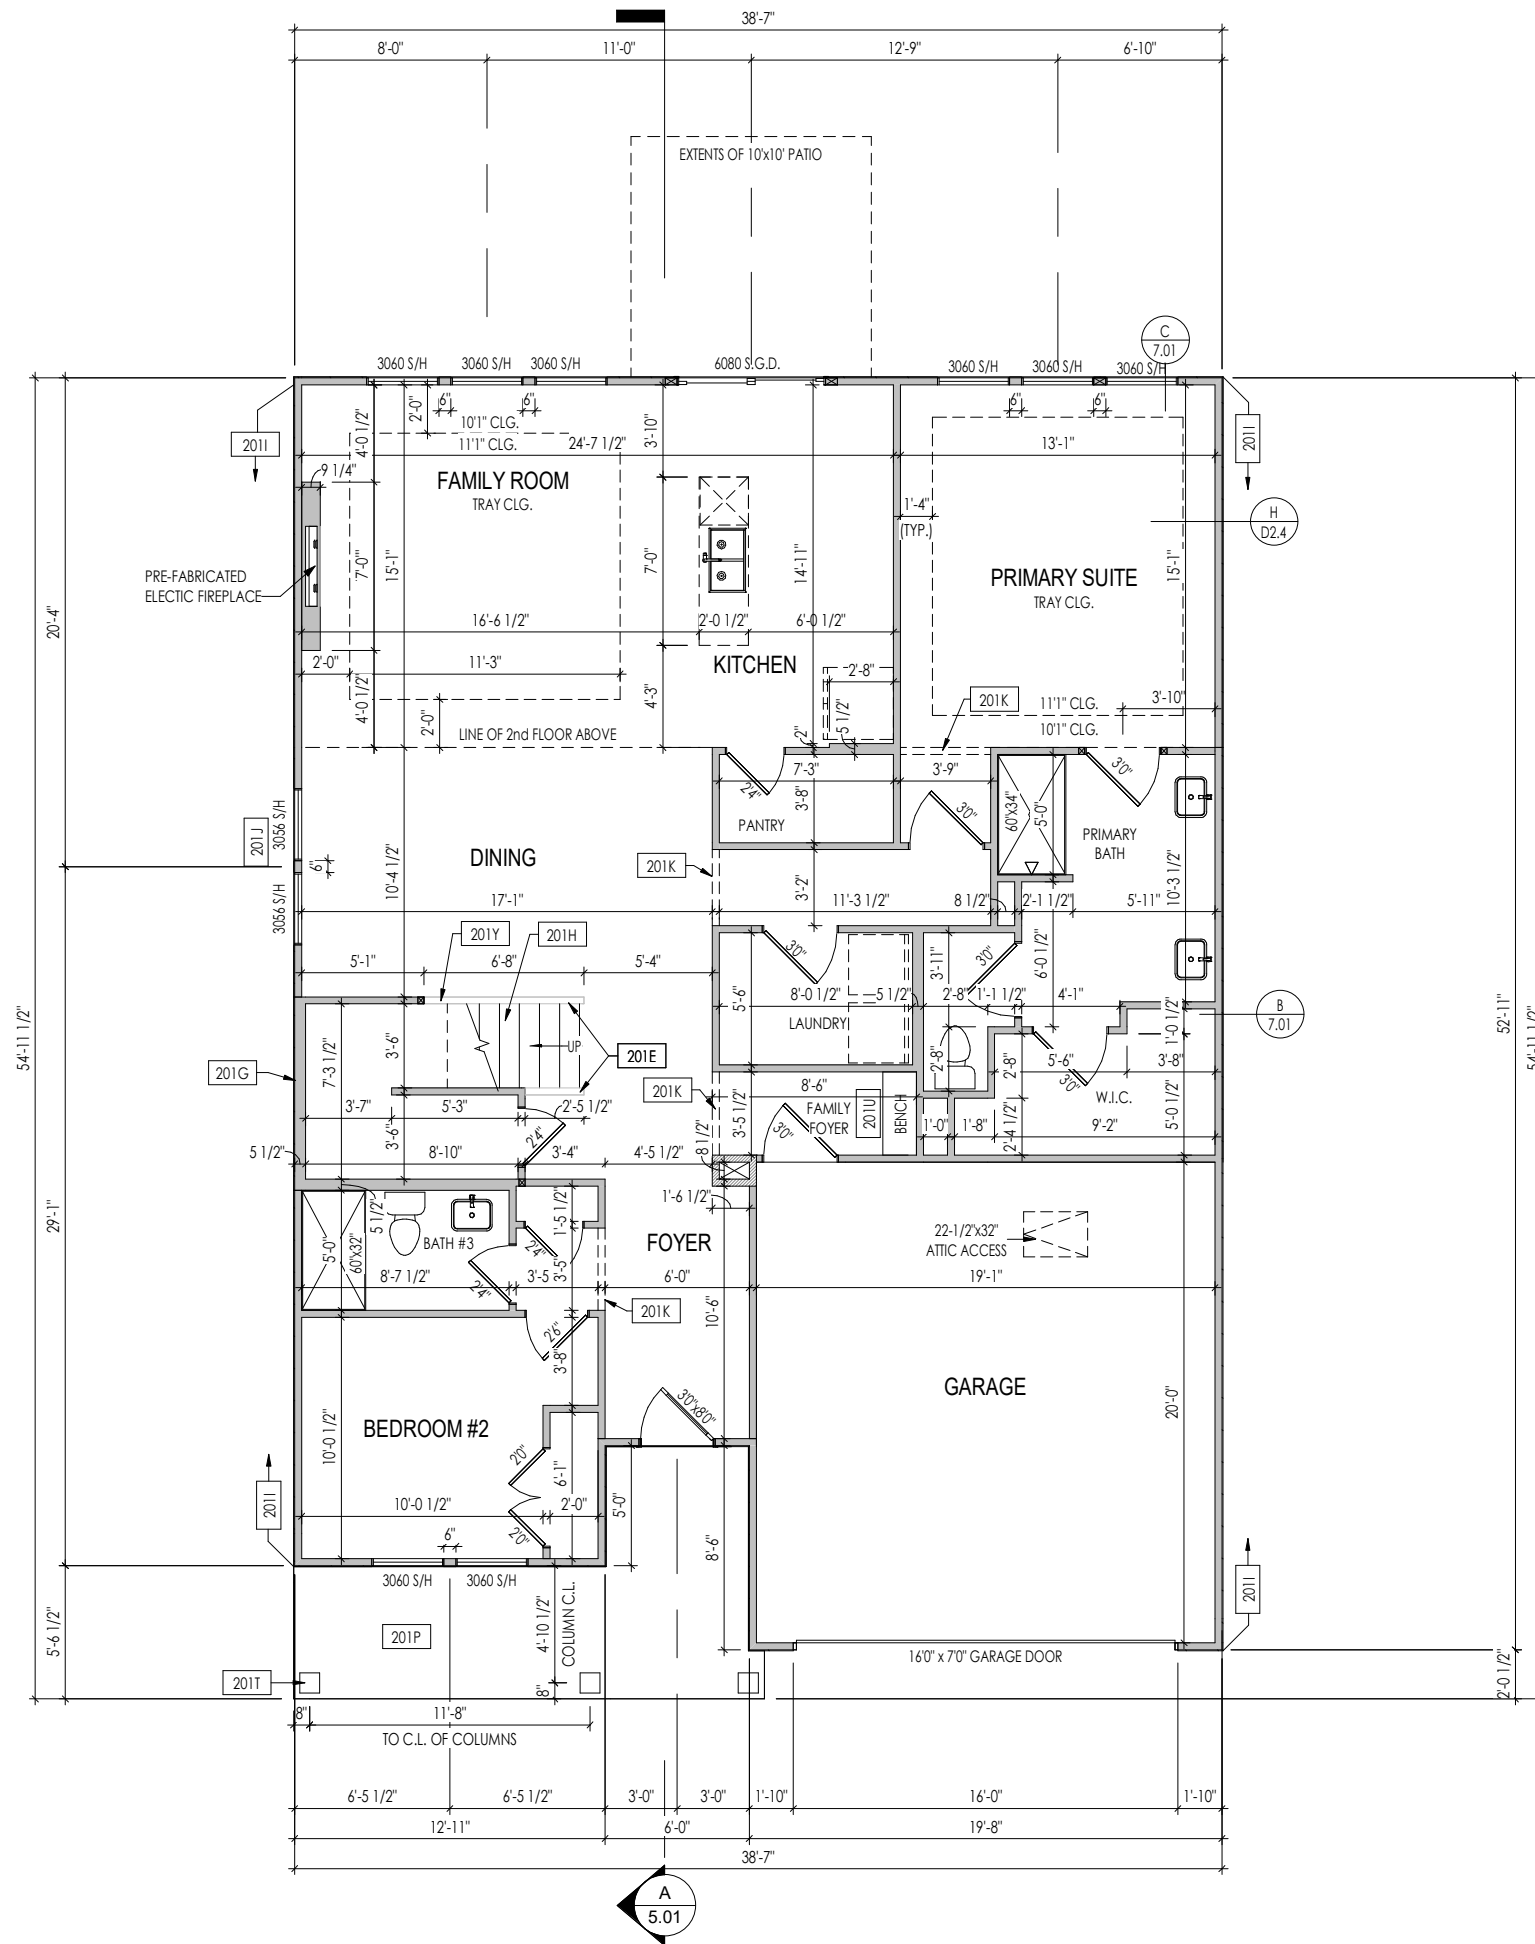 38'-7"
8'-0" 11'-0" 12'-9" 6'-10"
EXTENTS OF 10'x10' PATIO
C
7.01
3060 S/H 3060 S/H 3060 S/H 6080 S.G.D. 3060 S/H 3060 S/H 3060 S/H
6" 6" 6" 6"
2'-0"
4'-0 1/2"
3'-10"
10'1" CLG.
11'1" CLG.
24'-7 1/2" 13'-1"
201I 201I
9 1/4"
FAMILY ROOM
TRAY CLG.
1'-4"
(TYP.)
H
D2.4
7'-0"
15'-1"
7'-0"
14'-11"
15'-1"
PRE-FABRICATED
ELECTIC FIREPLACE
PRIMARY SUITE
TRAY CLG.
20'-4"
16'-6 1/2" 2'-0 1/2" 6'-0 1/2"
2'-0" 11'-3"
KITCHEN
2'-8"
4'-0 1/2"
2'-0"
4'-3"
2"
5 1/2"
H
201K
11'1" CLG.
10'1" CLG.
3'-10"
LINE OF 2nd FLOOR ABOVE
7'-3" 3'-9"
2'4"
3'-8"
3'0"
60"x34"
5'-0"
3'0"
PANTRY
PRIMARY
BATH
201J
3056 S/H
6"
3056 S/H
DINING
201K
10'-4 1/2"
3'-2"
10'-3 1/2"
17'-1" 11'-3 1/2" 8 1/2" 2'-1 1/2" 5'-11"
201Y 201H
3'0"
3'-11"
3'0"
6'-0 1/2"
5'-1" 6'-8" 5'-4"
5'-6"
8'-0 1/2" 5 1/2" 2'-8" 1'-1 1/2" 4'-1"
LAUNDRY
B
7.01
54'-11 1/2"
52'-11"
54'-11 1/2"
7'-3 1/2"
3'-6"
UP
201E
1'-0 1/2"
2'-8"
2'-8"
5'-6" 3'-8"
3'0"
201G
201K
8'-6"
FAMILY
FOYER
201U
BENCH
W.I.C.
3'-7" 5'-3" 2'-5 1/2"
3'-5 1/2"
3'0"
1'-0" 1'-8"
2'-4 1/2"
9'-2"
5'-0 1/2"
3'-6"
2'4"
8 1/2"
5 1/2" 8'-10" 3'-4" 4'-5 1/2"
1'-6 1/2"
29'-1"
5 1/2"
5'-0"
60"x32"
BATH #3
1'-5 1/2"
2'4"
3'-5"
FOYER
22-1/2"x32"
ATTIC ACCESS
8'-7 1/2" 3'-5 6'-0" 19'-1"
2'4"
201K
10'-6"
2'6"
3'-8"
GARAGE
3'0"x8'0"
20'-0"
BEDROOM #2
10'-0 1/2"
2'0"
6'-1"
10'-0 1/2" 2'-0"
201I
6"
2'0"
5'-0"
8'-6"
3060 S/H 3060 S/H
201I
5'-6 1/2"
201P
4'-10 1/2"
COLUMN C.L.
16'0" x 7'0" GARAGE DOOR
2'-0 1/2"
201T
8"
8" 11'-8"
TO C.L. OF COLUMNS
6'-5 1/2" 6'-5 1/2" 3'-0" 3'-0" 1'-10" 16'-0" 1'-10"
12'-11" 6'-0" 19'-8"
38'-7"
A
5.01